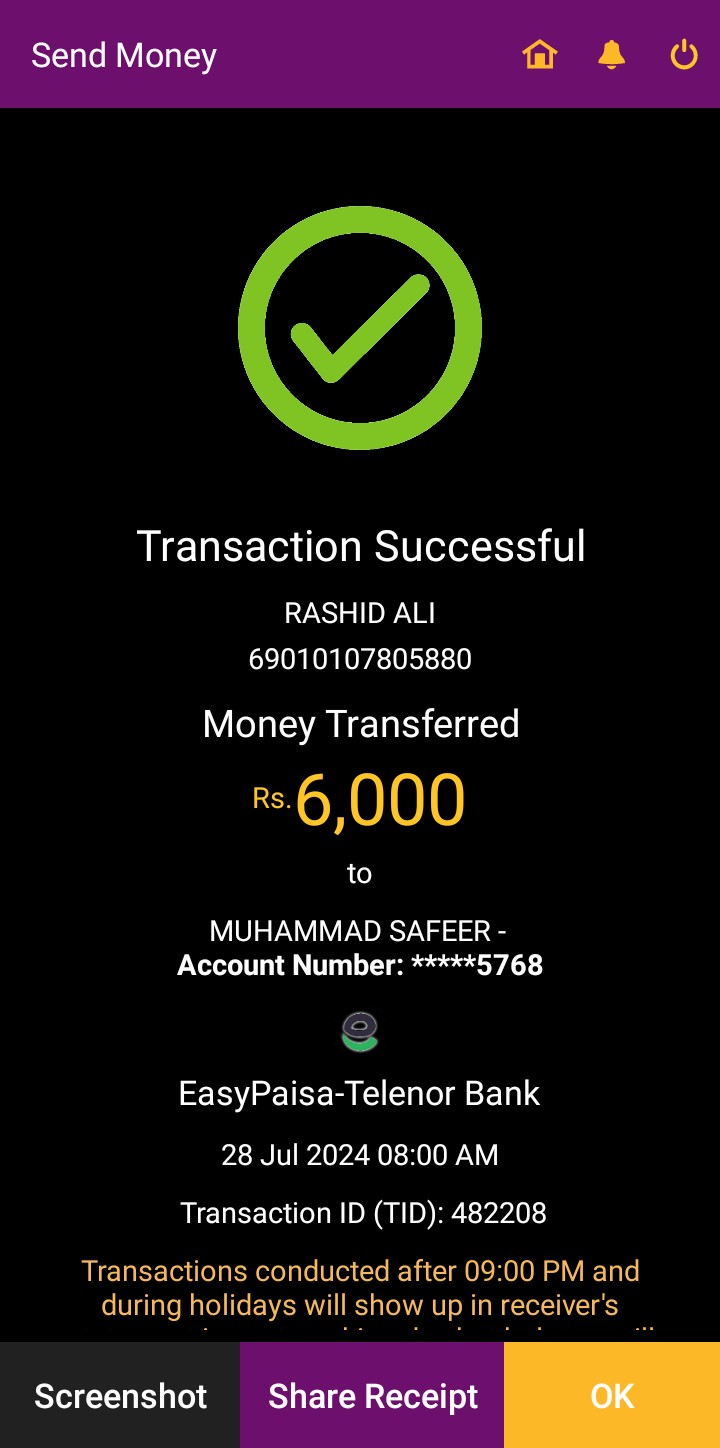 Send Money
Transaction Successful
RASHID ALI
69010107805880
Money Transferred
Rs.6,000
to
MUHAMMAD SAFEER -
Account Number: *****5768
EasyPaisa-Telenor Bank
28 Jul 2024 08:00 AM
Transaction ID (TID): 482208
Transactions conducted after 09:00 PM and
during holidays will show up in receiver's
Screenshot
Share Receipt
OK